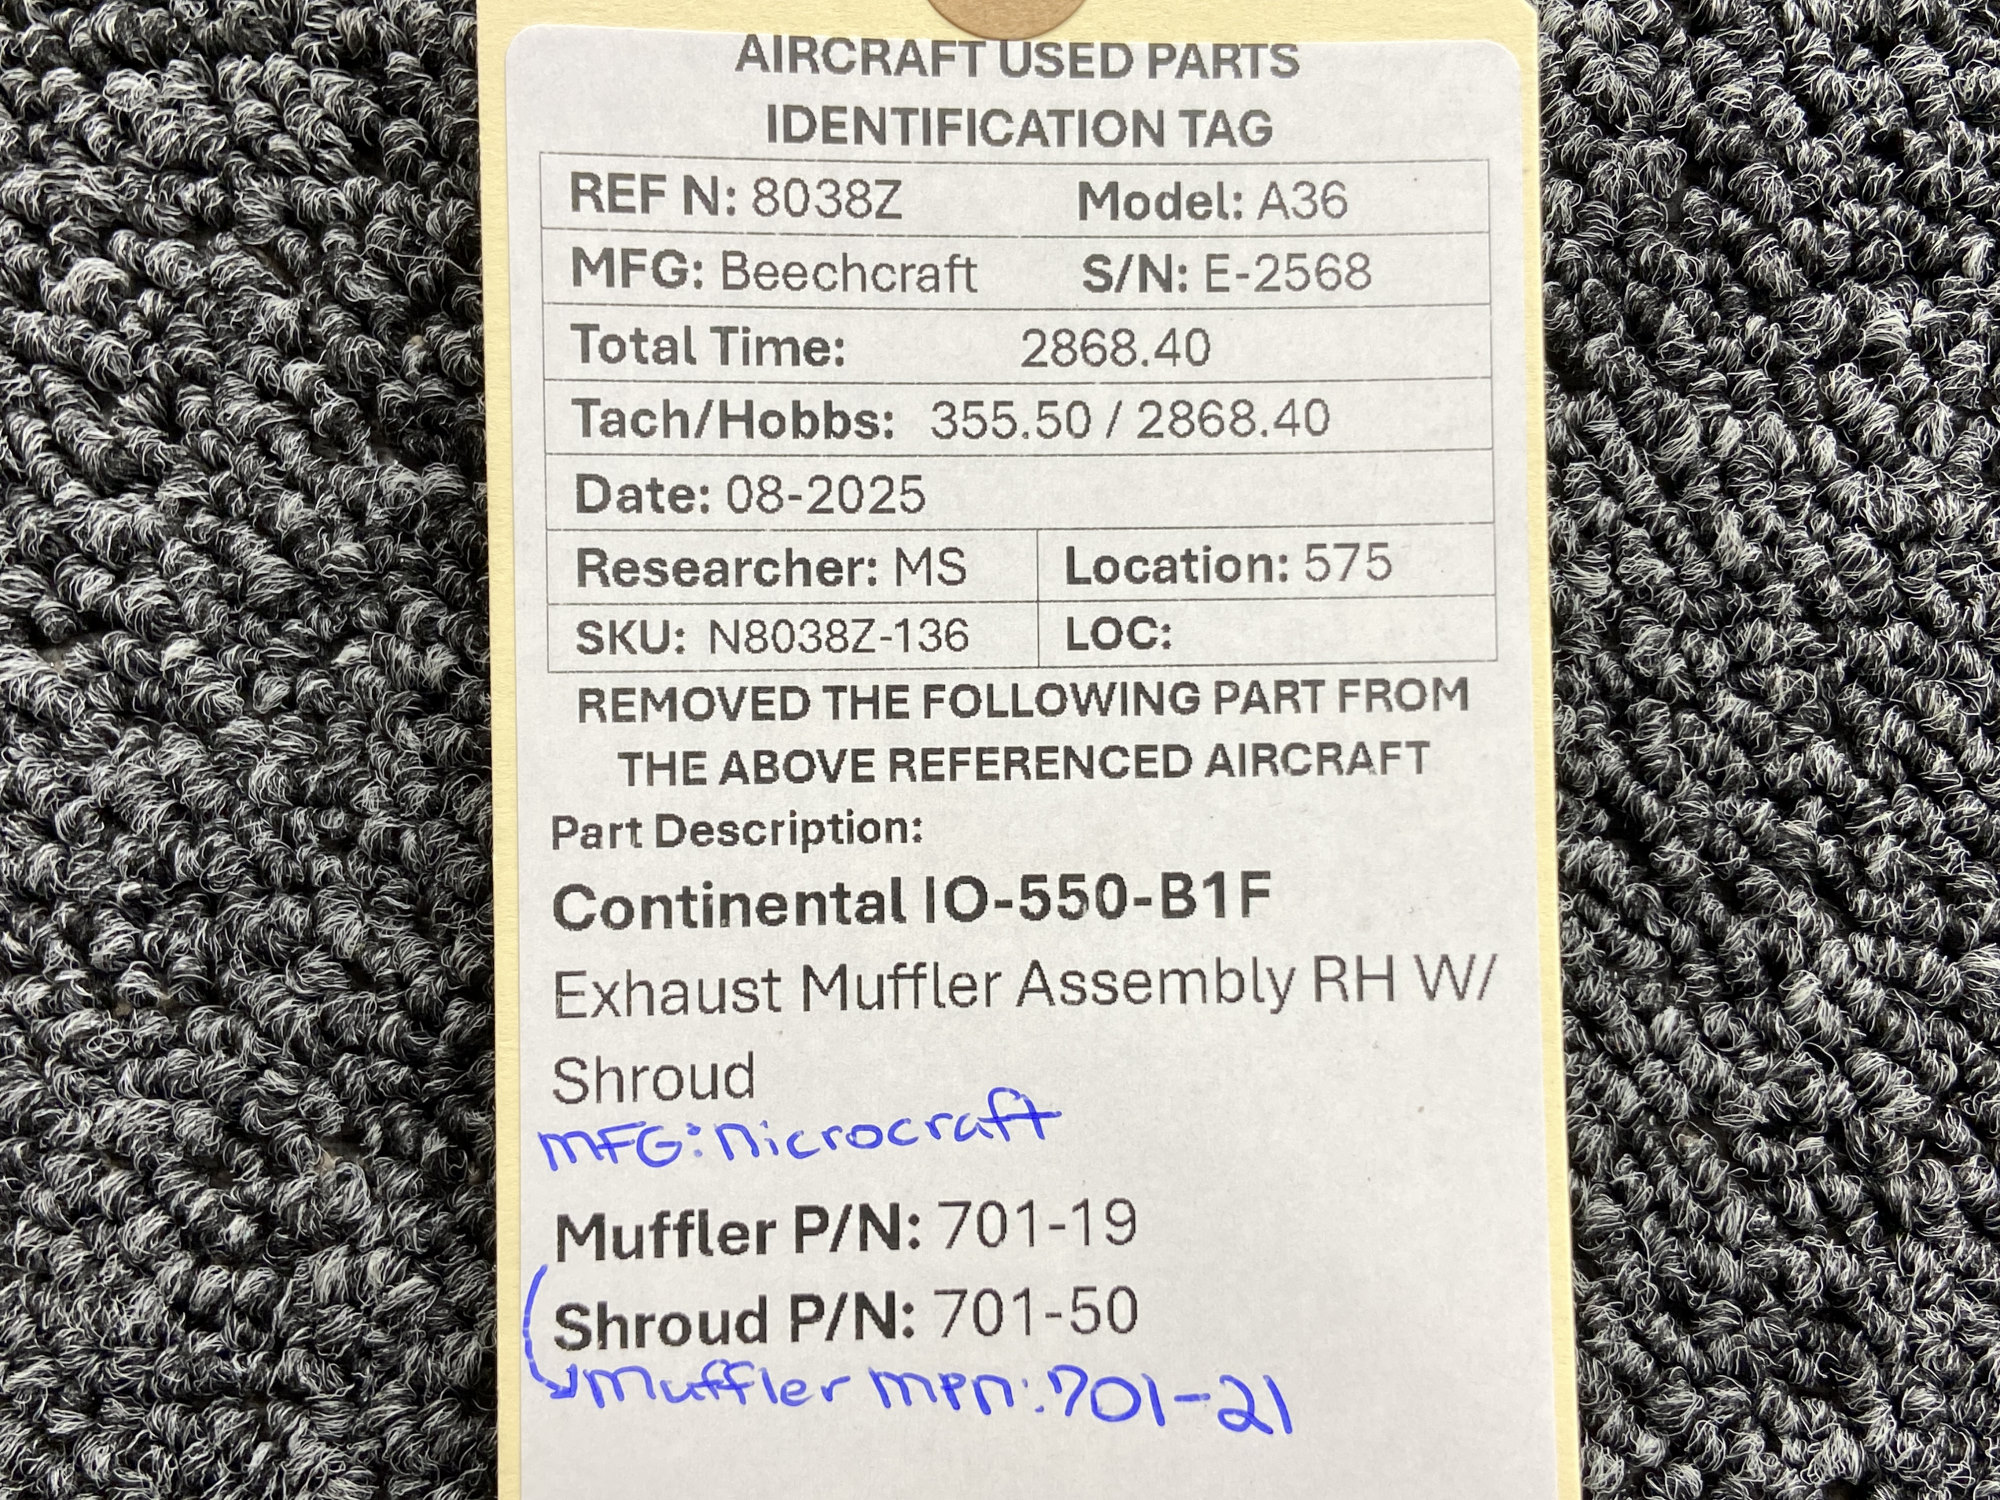 AIRCRAFT USED PARTS
IDENTIFICATION TAG
REF N: 8038Z Model: A36
MFG: Beechcraft S/N: E-2568
Total Time: 2868.40
Tach/Hobbs: 355.50 / 2868.40
Date: 08-2025
Researcher: MS Location: 575
SKU: N8038Z-136 LOC:
REMOVED THE FOLLOWING PART FROM
THE ABOVE REFERENCED AIRCRAFT
Part Description:
Continental IO-550-B1F
Exhaust Muffler Assembly RH W/
Shroud
MFG: nicrocraft
Muffler P/N: 701-19
Shroud P/N: 701-50
muffler mpn: 701-21